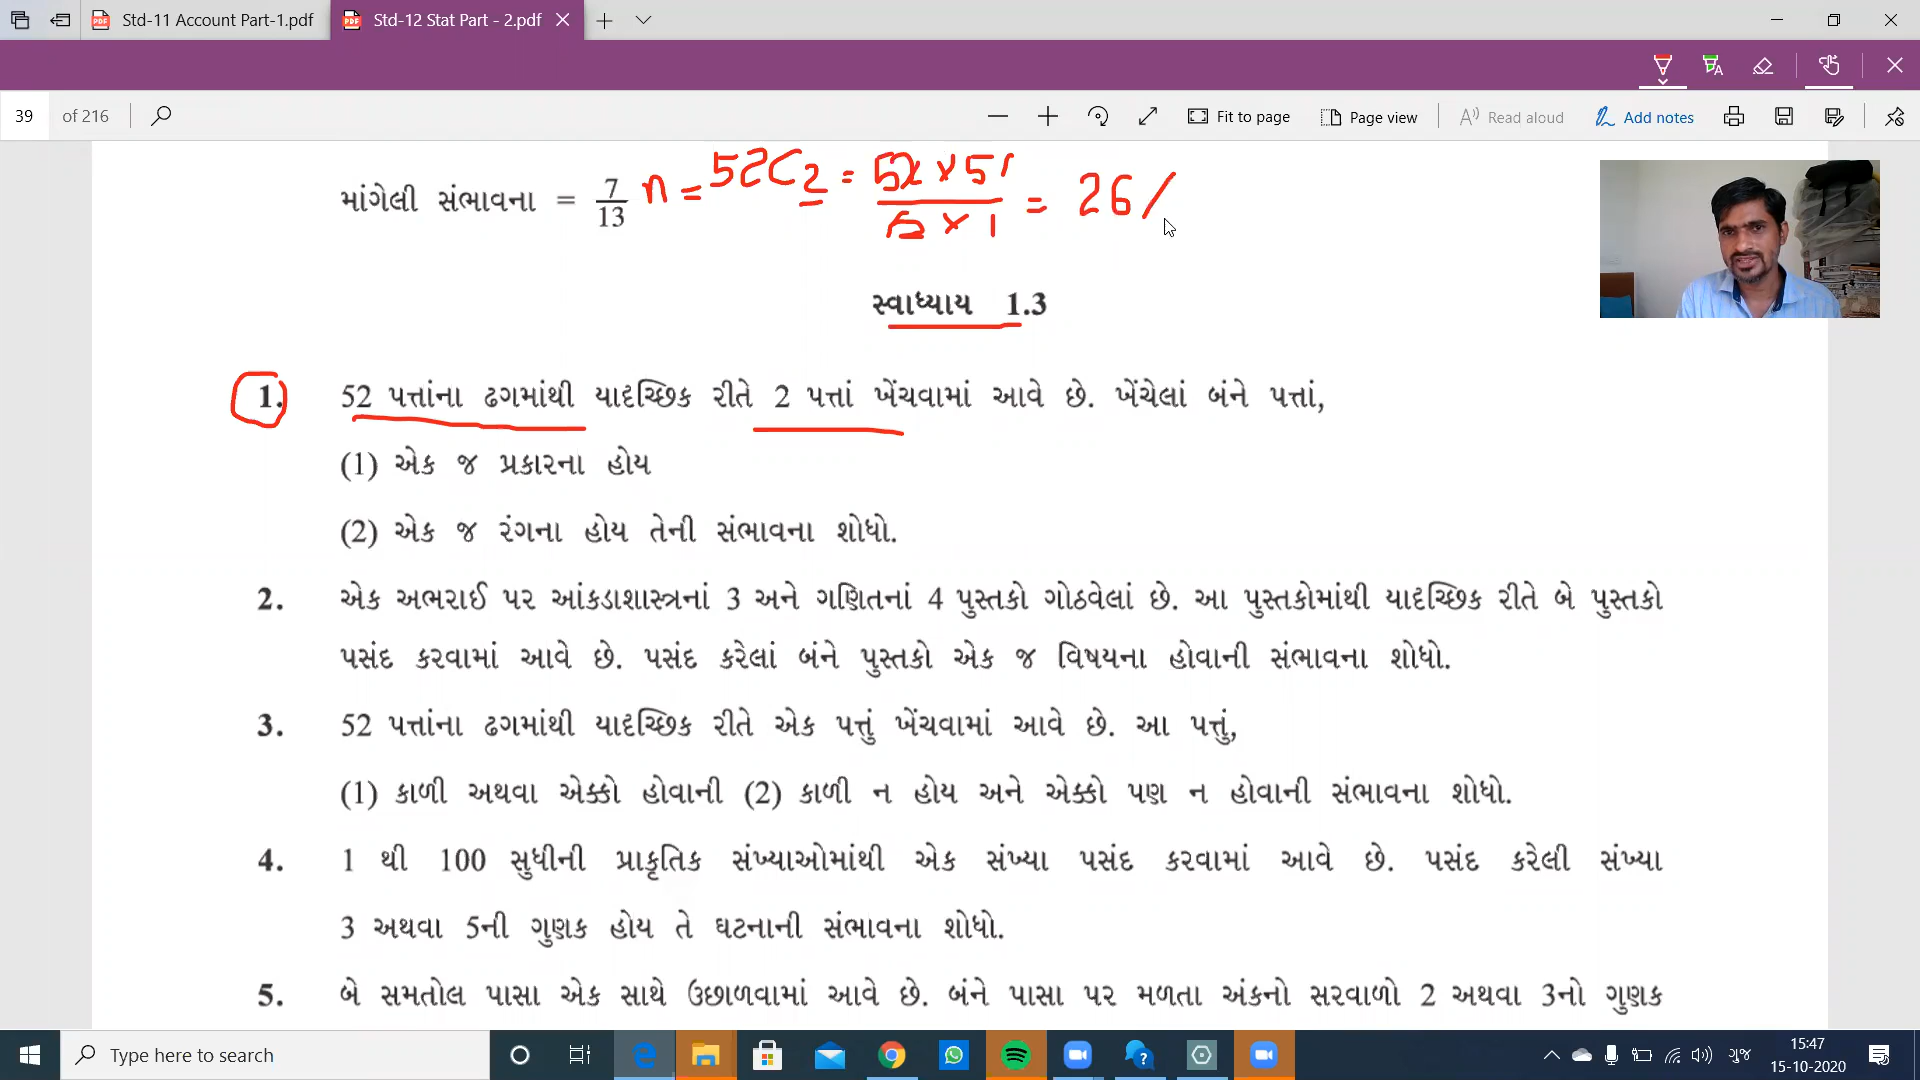 Std-11 Account Part-1.pdf
Std-12 Stat Part - 2.pdf
39 of 216
Fit to page
Page view
Read aloud
Add notes
માંગેલી સંભાવના = 7/13 n = 52C2 = 52 × 51 / 2 × 1 = 26 /
સ્વાધ્યાય 1.3
1. 52 પત્તાંના ઢગમાંથી યાદચ્છિક રીતે 2 પત્તાં ખેંચવામાં આવે છે. ખેંચેલાં બંને પત્તાં,
(1) એક જ પ્રકારના હોય
(2) એક જ રંગના હોય તેની સંભાવના શોધો.
2. એક અભરાઈ પર આંકડાશાસ્ત્રનાં 3 અને ગણિતનાં 4 પુસ્તકો ગોઠવેલાં છે. આ પુસ્તકોમાંથી યાદચ્છિક રીતે બે પુસ્તકો
પસંદ કરવામાં આવે છે. પસંદ કરેલાં બંને પુસ્તકો એક જ વિષયના હોવાની સંભાવના શોધો.
3. 52 પત્તાંના ઢગમાંથી યાદચ્છિક રીતે એક પત્તું ખેંચવામાં આવે છે. આ પત્તું,
(1) કાળી અથવા એક્કો હોવાની (2) કાળી ન હોય અને એક્કો પણ ન હોવાની સંભાવના શોધો.
4. 1 થી 100 સુધીની પ્રાકૃતિક સંખ્યાઓમાંથી એક સંખ્યા પસંદ કરવામાં આવે છે. પસંદ કરેલી સંખ્યા
3 અથવા 5ની ગુણક હોય તે ઘટનાની સંભાવના શોધો.
5. બે સમતોલ પાસા એક સાથે ઉછાળવામાં આવે છે. બંને પાસા પર મળતા અંકનો સરવાળો 2 અથવા 3નો ગુણક
Type here to search
ગુજ
15:47
15-10-2020